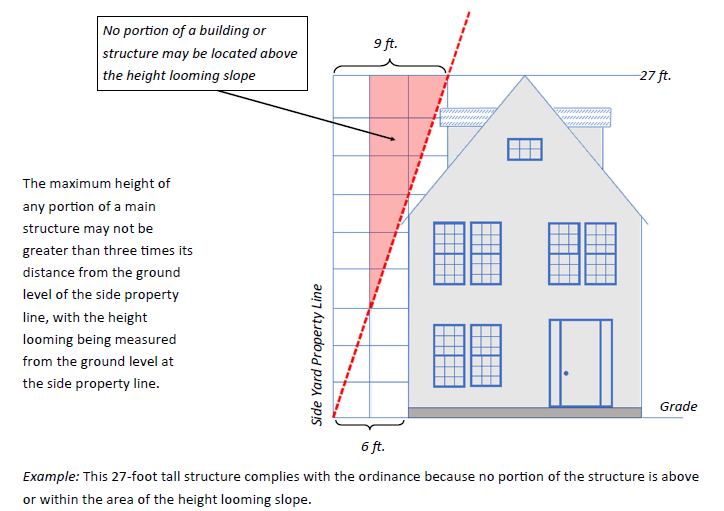 No portion of a building or
structure may be located above
the height looming slope
9 ft.
27 ft.
The maximum height of
any portion of a main
structure may not be
greater than three times its
distance from the ground
level of the side property
line, with the height
looming being measured
from the ground level at
the side property line.
Side Yard Property Line
Grade
6 ft.
Example: This 27-foot tall structure complies with the ordinance because no portion of the structure is above
or within the area of the height looming slope.